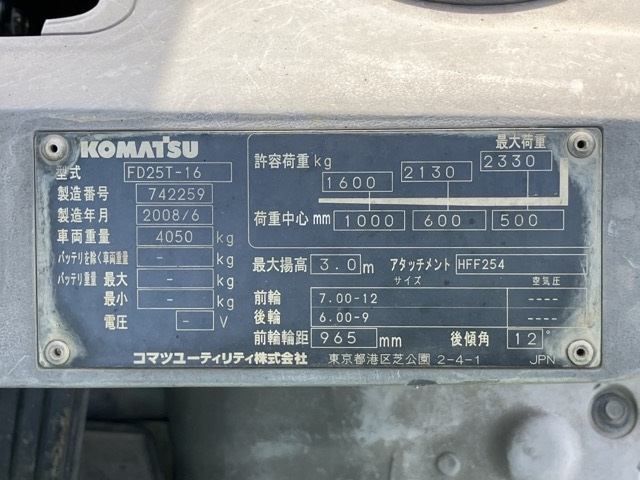 KOMATSU
型式 FD25T-16
製造番号 742259
製造年月 2008/6
車両重量 4050 kg
バッテリを除く車両重量 - kg
バッテリ重量 最大 - kg
最小 - kg
電圧 - V
最大荷重
許容荷重 kg 1600 2130 2330
荷重中心 mm 1000 600 500
最大揚高 3.0 m アタッチメント HFF254
サイズ 空気圧
前輪 7.00-12 ----
後輪 6.00-9 ----
前輪輪距 965 mm 後傾角 12°
コマツユーティリティ株式会社 東京都港区芝公園 2-4-1 JPN